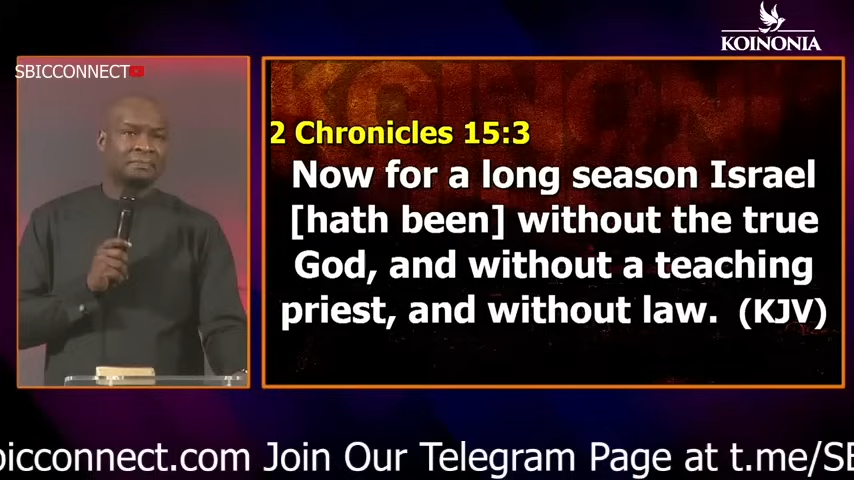 KOINONIA
SBICCONNECT
2 Chronicles 15:3
Now for a long season Israel
[hath been] without the true
God, and without a teaching
priest, and without law. (KJV)
bicconnect.com Join Our Telegram Page at t.me/SB